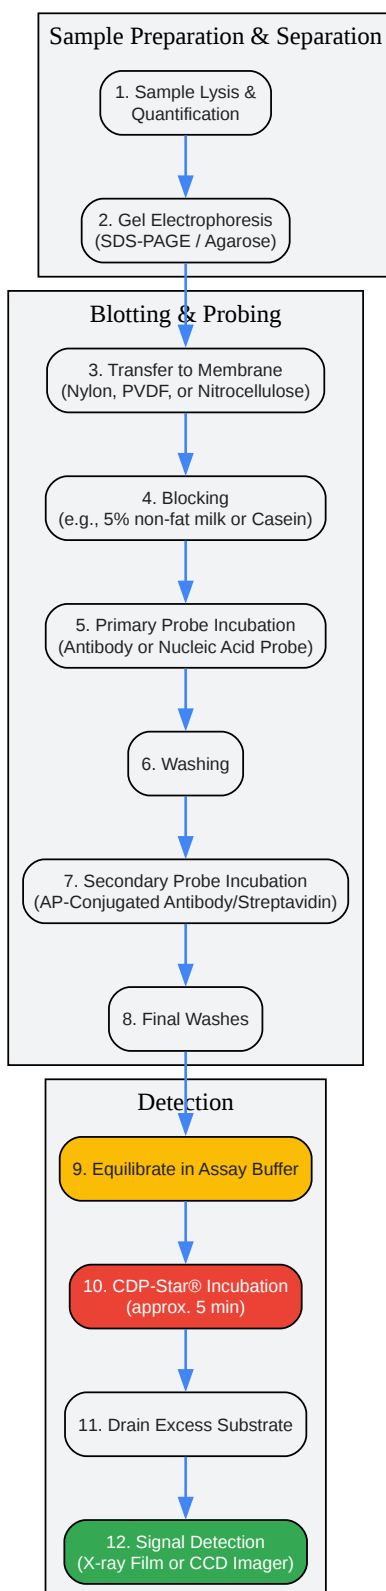 Sample Preparation & Separation
1. Sample Lysis &
Quantification
2. Gel Electrophoresis
(SDS-PAGE / Agarose)
Blotting & Probing
3. Transfer to Membrane
(Nylon, PVDF, or Nitrocellulose)
4. Blocking
(e.g., 5% non-fat milk or Casein)
5. Primary Probe Incubation
(Antibody or Nucleic Acid Probe)
6. Washing
7. Secondary Probe Incubation
(AP-Conjugated Antibody/Streptavidin)
8. Final Washes
Detection
9. Equilibrate in Assay Buffer
10. CDP-Star® Incubation
(approx. 5 min)
11. Drain Excess Substrate
12. Signal Detection
(X-ray Film or CCD Imager)